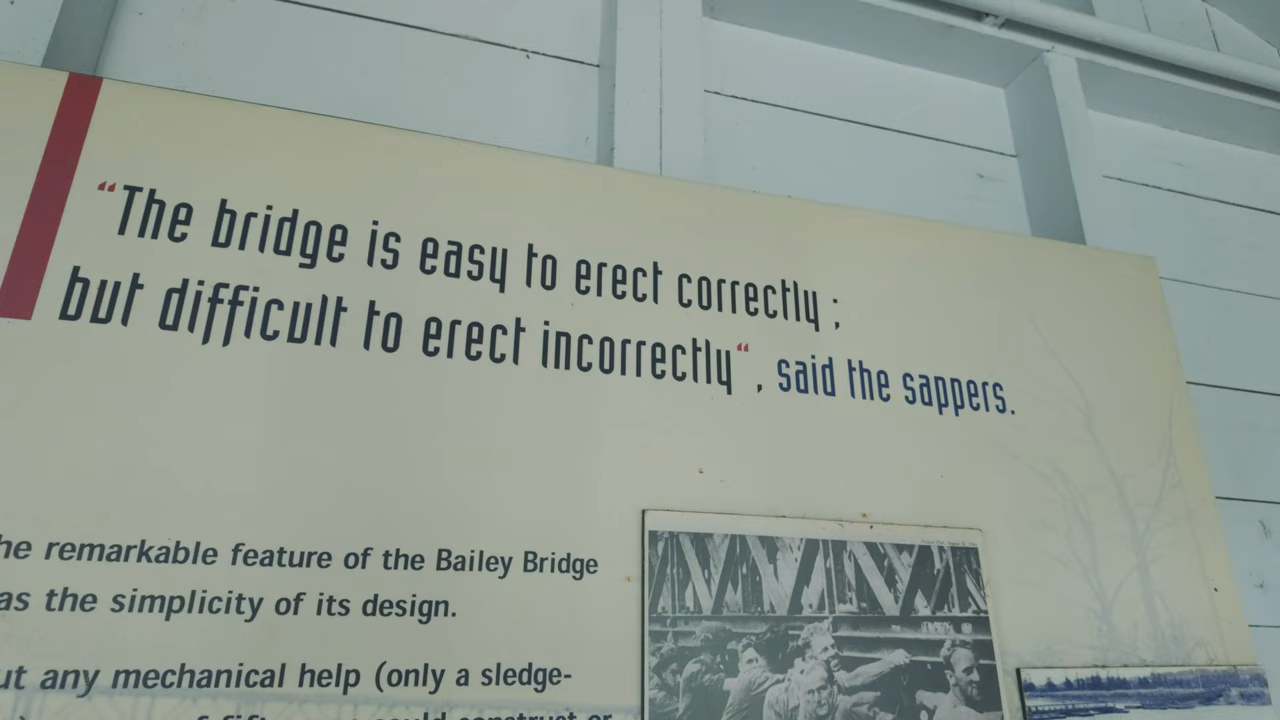 “The bridge is easy to erect correctly ;
but difficult to erect incorrectly“, said the sappers.
he remarkable feature of the Bailey Bridge
as the simplicity of its design.
ut any mechanical help (only a sledge-